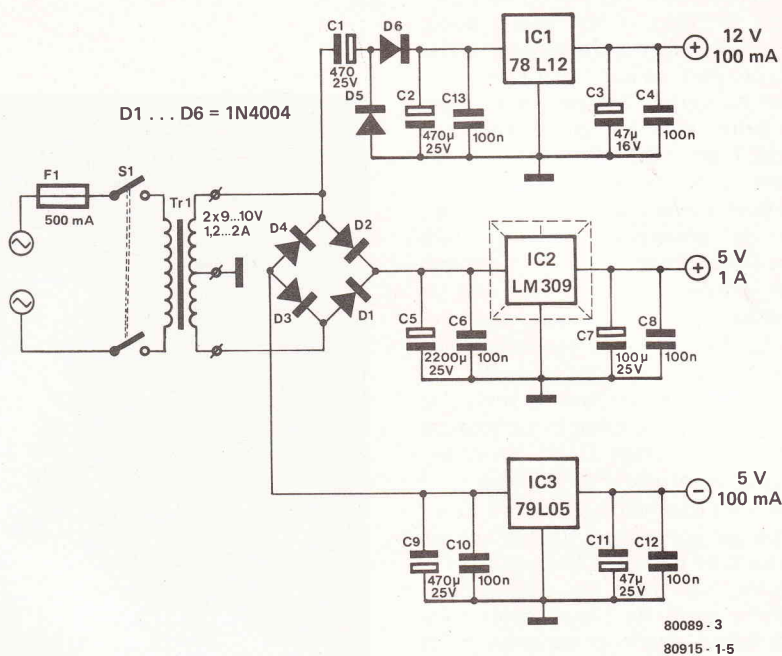 C1
470
25V
D6
D5
C2
470µ
25V
C13
100n
IC1
78 L12
C3
47µ
16V
C4
100n
+
12 V
100 mA
D1 . . . D6 = 1N4004
F1
500 mA
S1
Tr1
2x9...10V
1,2...2A
D4
D2
D3
D1
C5
2200µ
25V
C6
100n
IC2
LM 309
C7
100µ
25V
C8
100n
+
5 V
1 A
C9
470µ
25V
C10
100n
IC3
79L05
C11
47µ
25V
C12
100n
−
5 V
100 mA
80089 - 3
80915 - 1-5